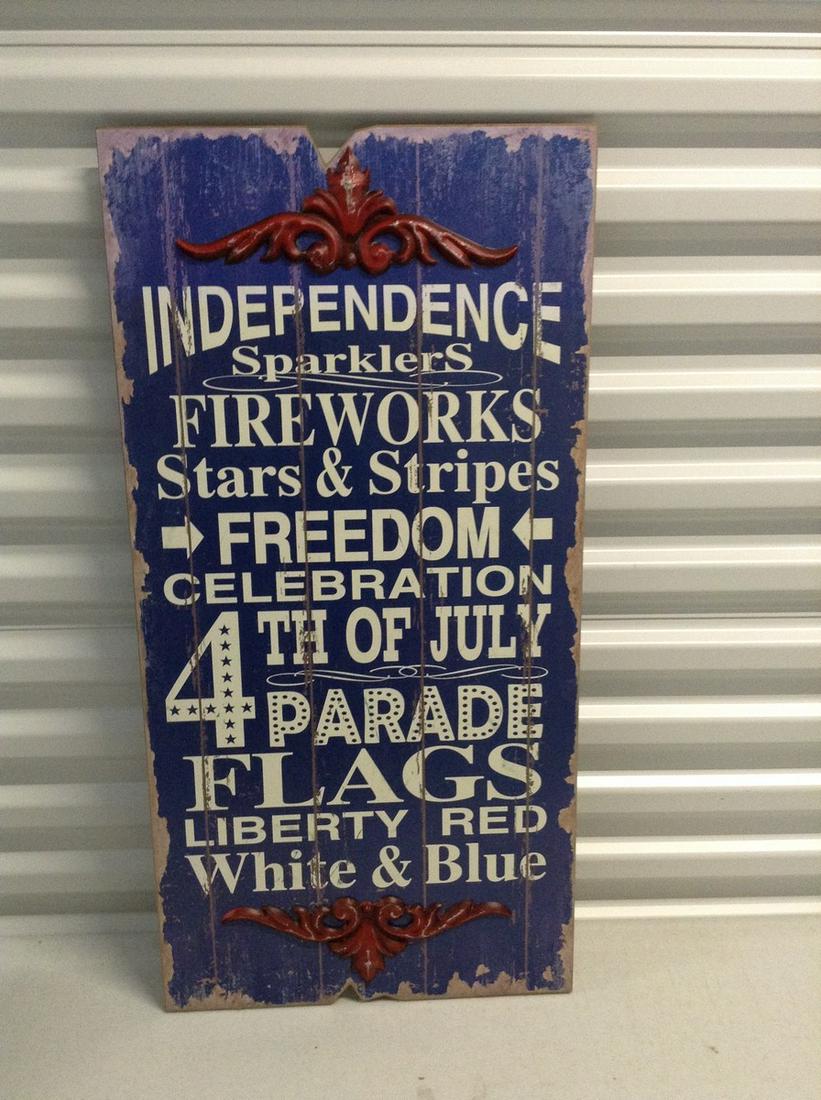 INDEPENDENCE
SparklerS
FIREWORKS
Stars & Stripes
FREEDOM
CELEBRATION
4TH OF JULY
PARADE
FLAGS
LIBERTY RED
White & Blue